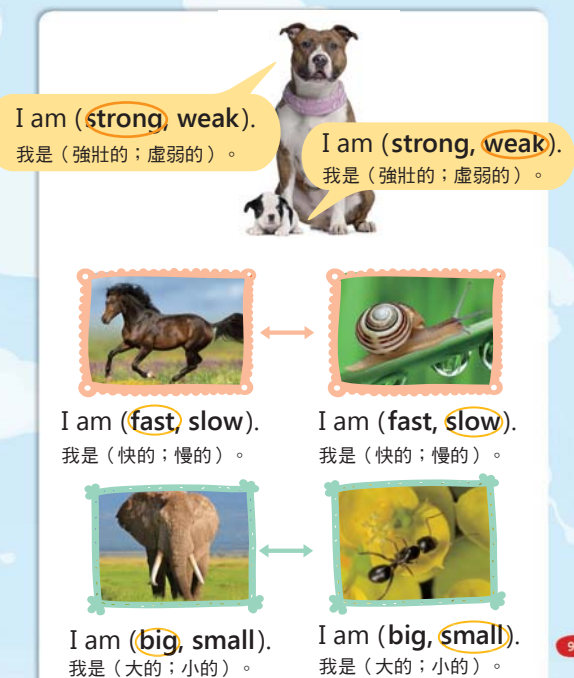 I am (strong, weak).
我是（強壯的；虛弱的）。
I am (strong, weak).
我是（強壯的；虛弱的）。
I am (fast, slow).
我是（快的；慢的）。
I am (fast, slow).
我是（快的；慢的）。
I am (big, small).
我是（大的；小的）。
I am (big, small).
我是（大的；小的）。
9